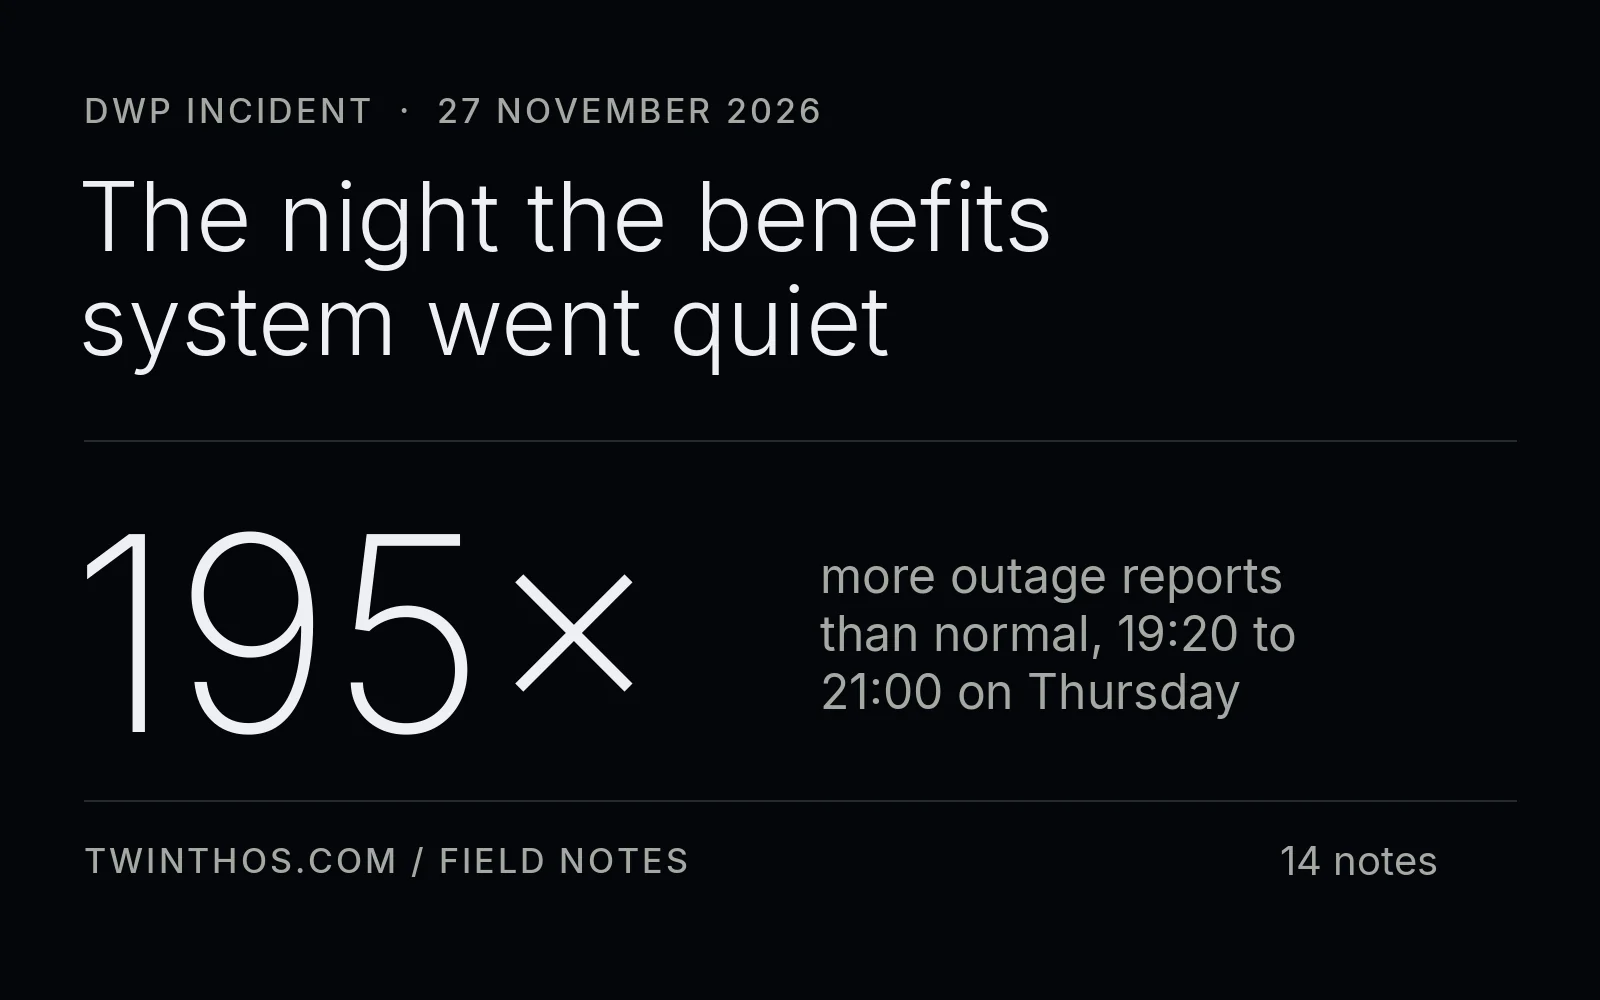 DWP INCIDENT · 27 NOVEMBER 2026
The night the benefits
system went quiet
195×
more outage reports
than normal, 19:20 to
21:00 on Thursday
TWINTHOS.COM / FIELD NOTES
14 notes